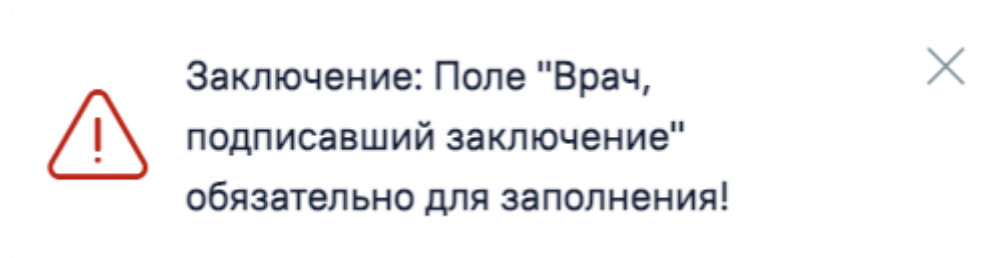 Заключение: Поле "Врач,
подписавший заключение"
обязательно для заполнения!